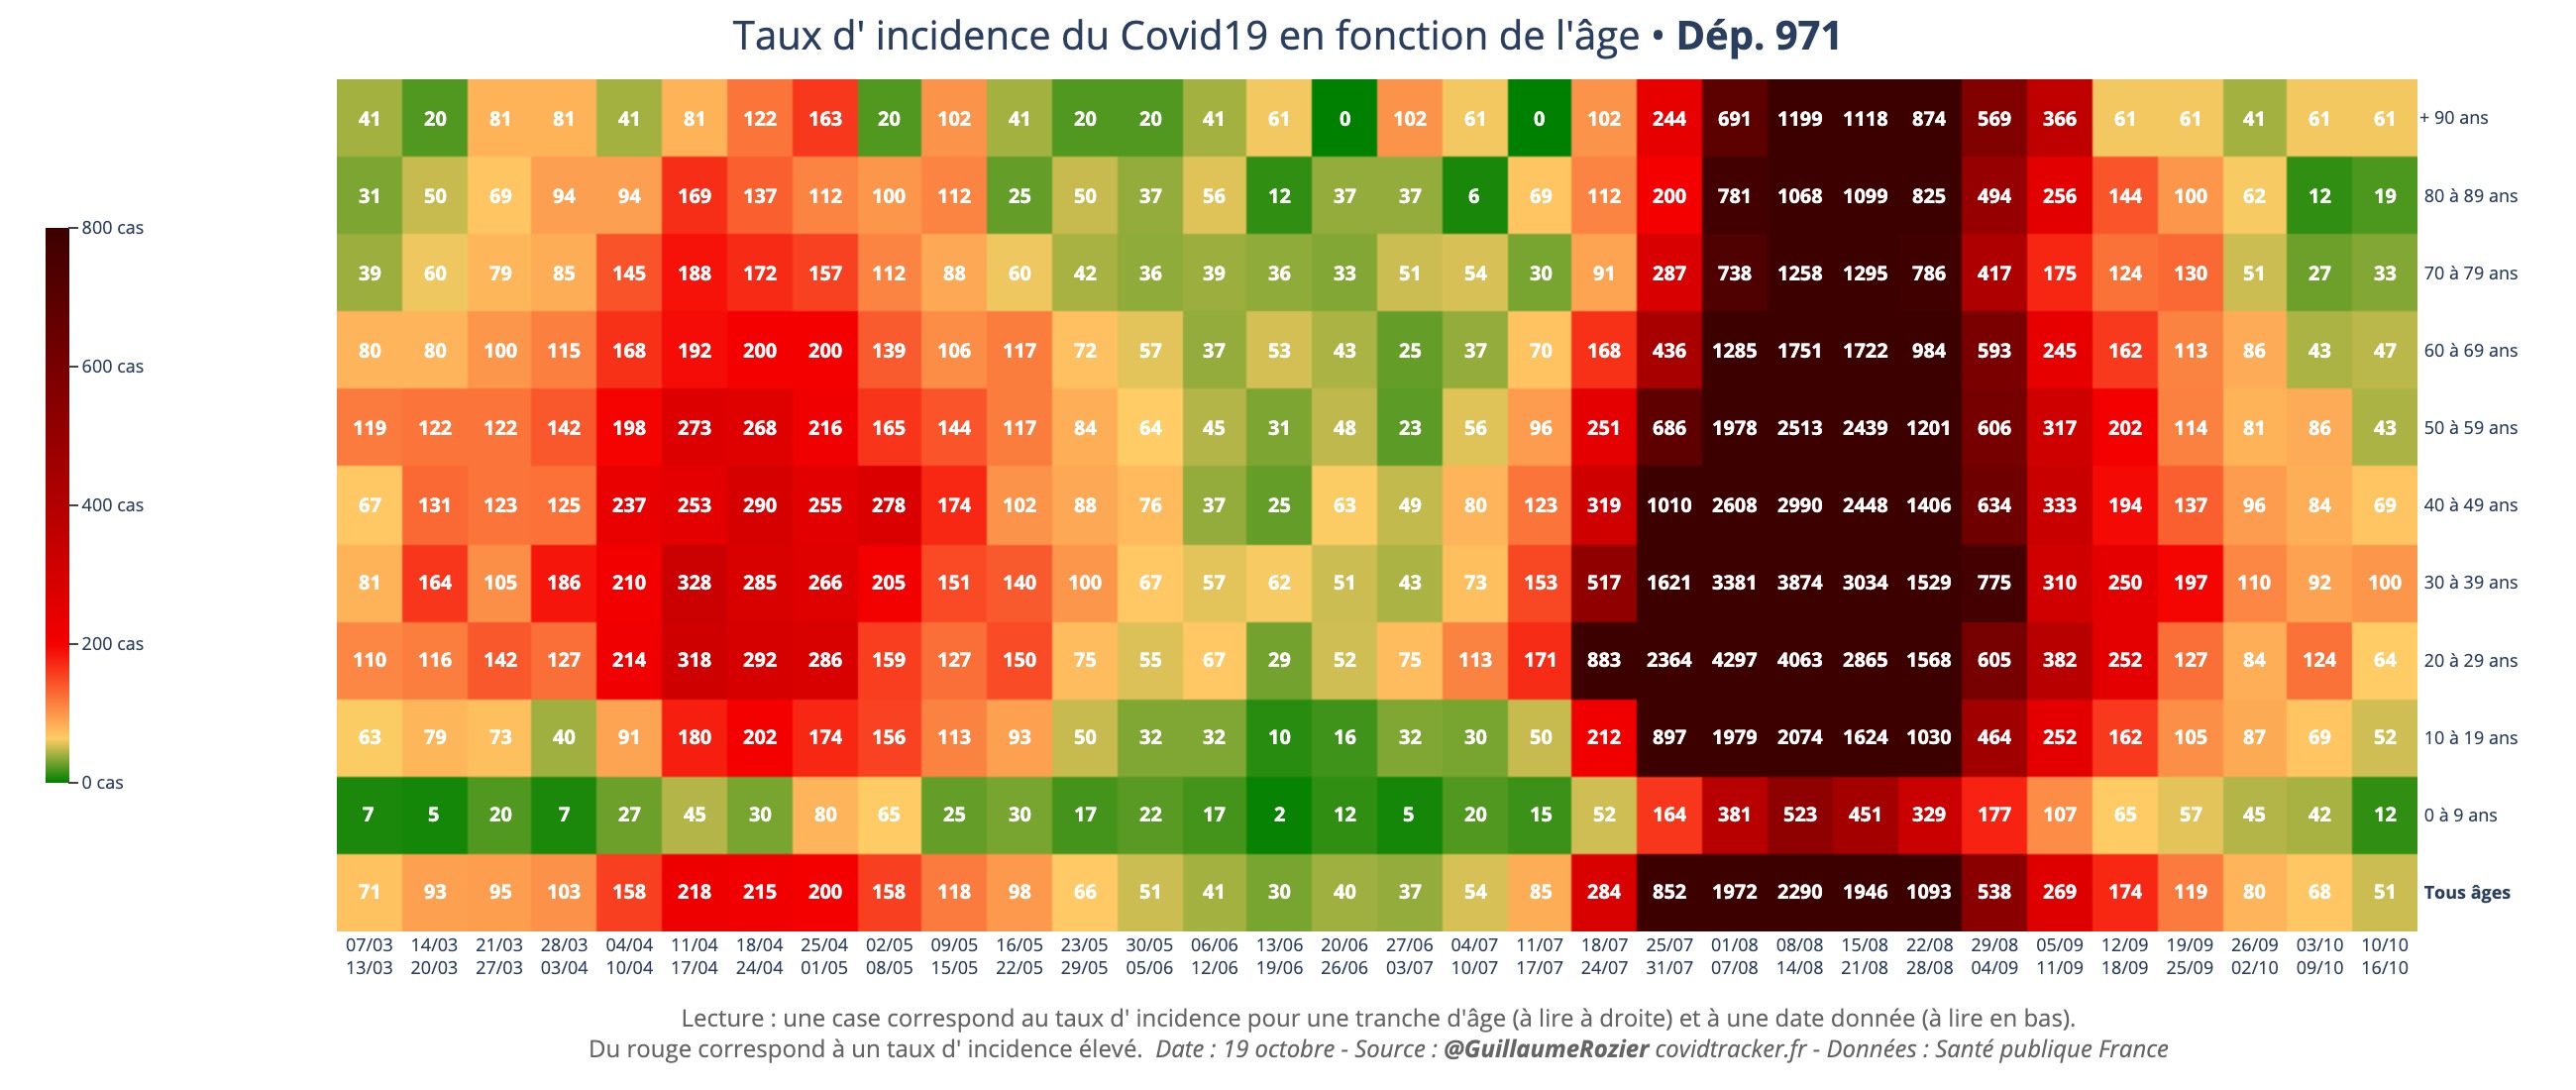 Taux d' incidence du Covid19 en fonction de l'âge • Dép. 971
41 20 81 81 41 81 122 163 20 102 41 20 20 41 61 0 102 61 0 102 244 691 1199 1118 874 569 366 61 61 41 61 61 + 90 ans
31 50 69 94 94 169 137 112 100 112 25 50 37 56 12 37 37 6 69 112 200 781 1068 1099 825 494 256 144 100 62 12 19 80 à 89 ans
800 cas
39 60 79 85 145 188 172 157 112 88 60 42 36 39 36 33 51 54 30 91 287 738 1258 1295 786 417 175 124 130 51 27 33 70 à 79 ans
80 80 100 115 168 192 200 200 139 106 117 72 57 37 53 43 25 37 70 168 436 1285 1751 1722 984 593 245 162 113 86 43 47 60 à 69 ans
600 cas
119 122 122 142 198 273 268 216 165 144 117 84 64 45 31 48 23 56 96 251 686 1978 2513 2439 1201 606 317 202 114 81 86 43 50 à 59 ans
400 cas
67 131 123 125 237 253 290 255 278 174 102 88 76 37 25 63 49 80 123 319 1010 2608 2990 2448 1406 634 333 194 137 96 84 69 40 à 49 ans
81 164 105 186 210 328 285 266 205 151 140 100 67 57 62 51 43 73 153 517 1621 3381 3874 3034 1529 775 310 250 197 110 92 100 30 à 39 ans
200 cas
110 116 142 127 214 318 292 286 159 127 150 75 55 67 29 52 75 113 171 883 2364 4297 4063 2865 1568 605 382 252 127 84 124 64 20 à 29 ans
63 79 73 40 91 180 202 174 156 113 93 50 32 32 10 16 32 30 50 212 897 1979 2074 1624 1030 464 252 162 105 87 69 52 10 à 19 ans
0 cas
7 5 20 7 27 45 30 80 65 25 30 17 22 17 2 12 5 20 15 52 164 381 523 451 329 177 107 65 57 45 42 12 0 à 9 ans
71 93 95 103 158 218 215 200 158 118 98 66 51 41 30 40 37 54 85 284 852 1972 2290 1946 1093 538 269 174 119 80 68 51 Tous âges
07/03 14/03 21/03 28/03 04/04 11/04 18/04 25/04 02/05 09/05 16/05 23/05 30/05 06/06 13/06 20/06 27/06 04/07 11/07 18/07 25/07 01/08 08/08 15/08 22/08 29/08 05/09 12/09 19/09 26/09 03/10 10/10
13/03 20/03 27/03 03/04 10/04 17/04 24/04 01/05 08/05 15/05 22/05 29/05 05/06 12/06 19/06 26/06 03/07 10/07 17/07 24/07 31/07 07/08 14/08 21/08 28/08 04/09 11/09 18/09 25/09 02/10 09/10 16/10
Lecture : une case correspond au taux d' incidence pour une tranche d'âge (à lire à droite) et à une date donnée (à lire en bas).
Du rouge correspond à un taux d' incidence élevé. Date : 19 octobre - Source : @GuillaumeRozier covidtracker.fr - Données : Santé publique France